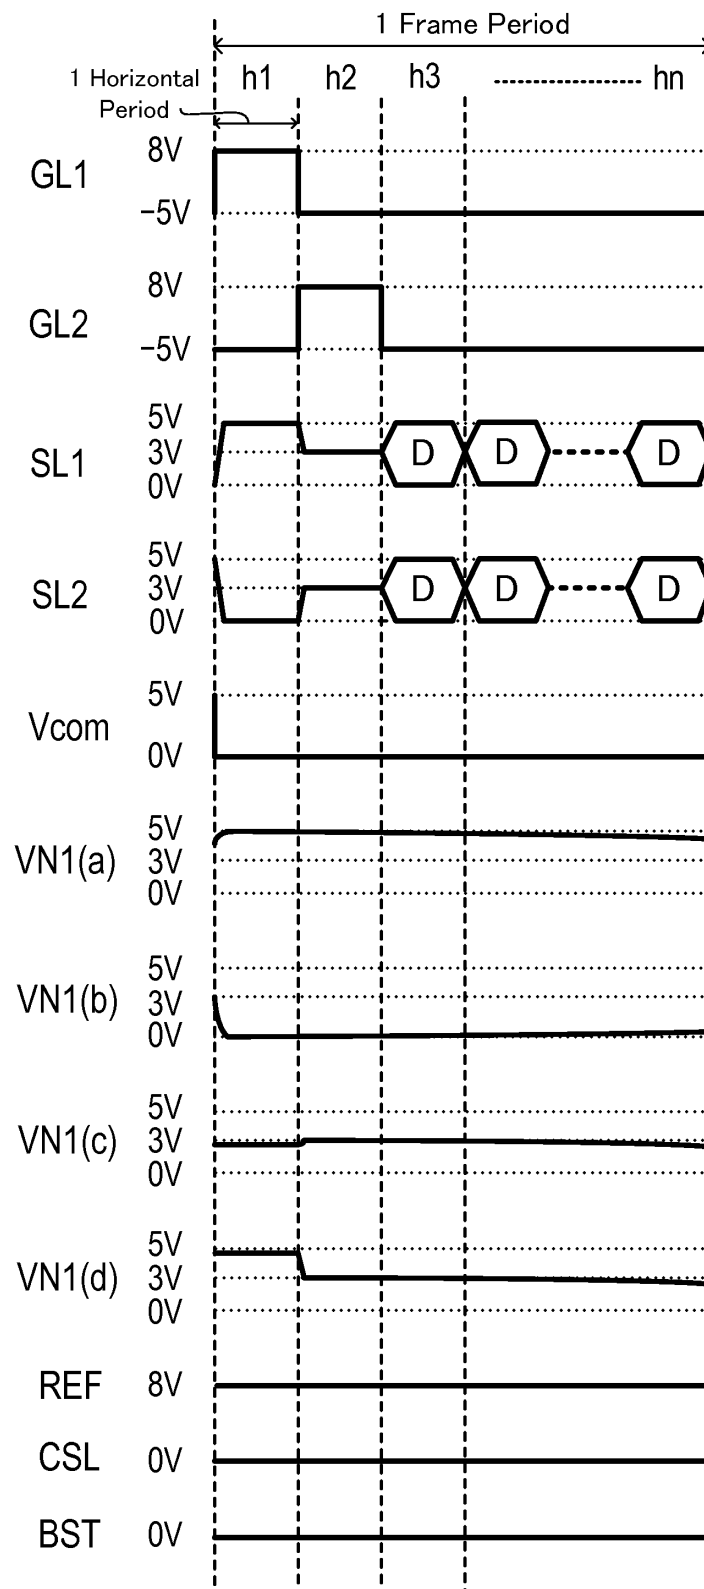 1 Frame Period
1 Horizontal
Period
h1 h2 h3 hn
GL1 8V
−5V
GL2 8V
−5V
SL1 5V
3V
0V
D D D
SL2 5V
3V
0V
D D D
Vcom 5V
0V
VN1(a) 5V
3V
0V
VN1(b) 5V
3V
0V
VN1(c) 5V
3V
0V
VN1(d) 5V
3V
0V
REF 8V
CSL 0V
BST 0V